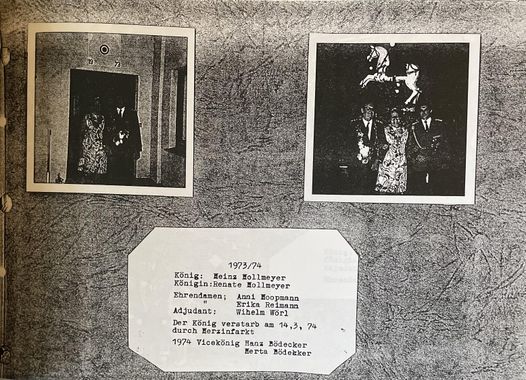 1973/74
König: Heinz Hollmeyer
Königin:Renate Hollmeyer
Ehrendamen; Anni Hoopmann
" Erika Reimann
Adjudant: Wihelm Wörl
Der König verstarb am 14,3, 74
durch Herzinfarkt
1974 Vicekönig Hanz Bödecker
Herta Bödekker